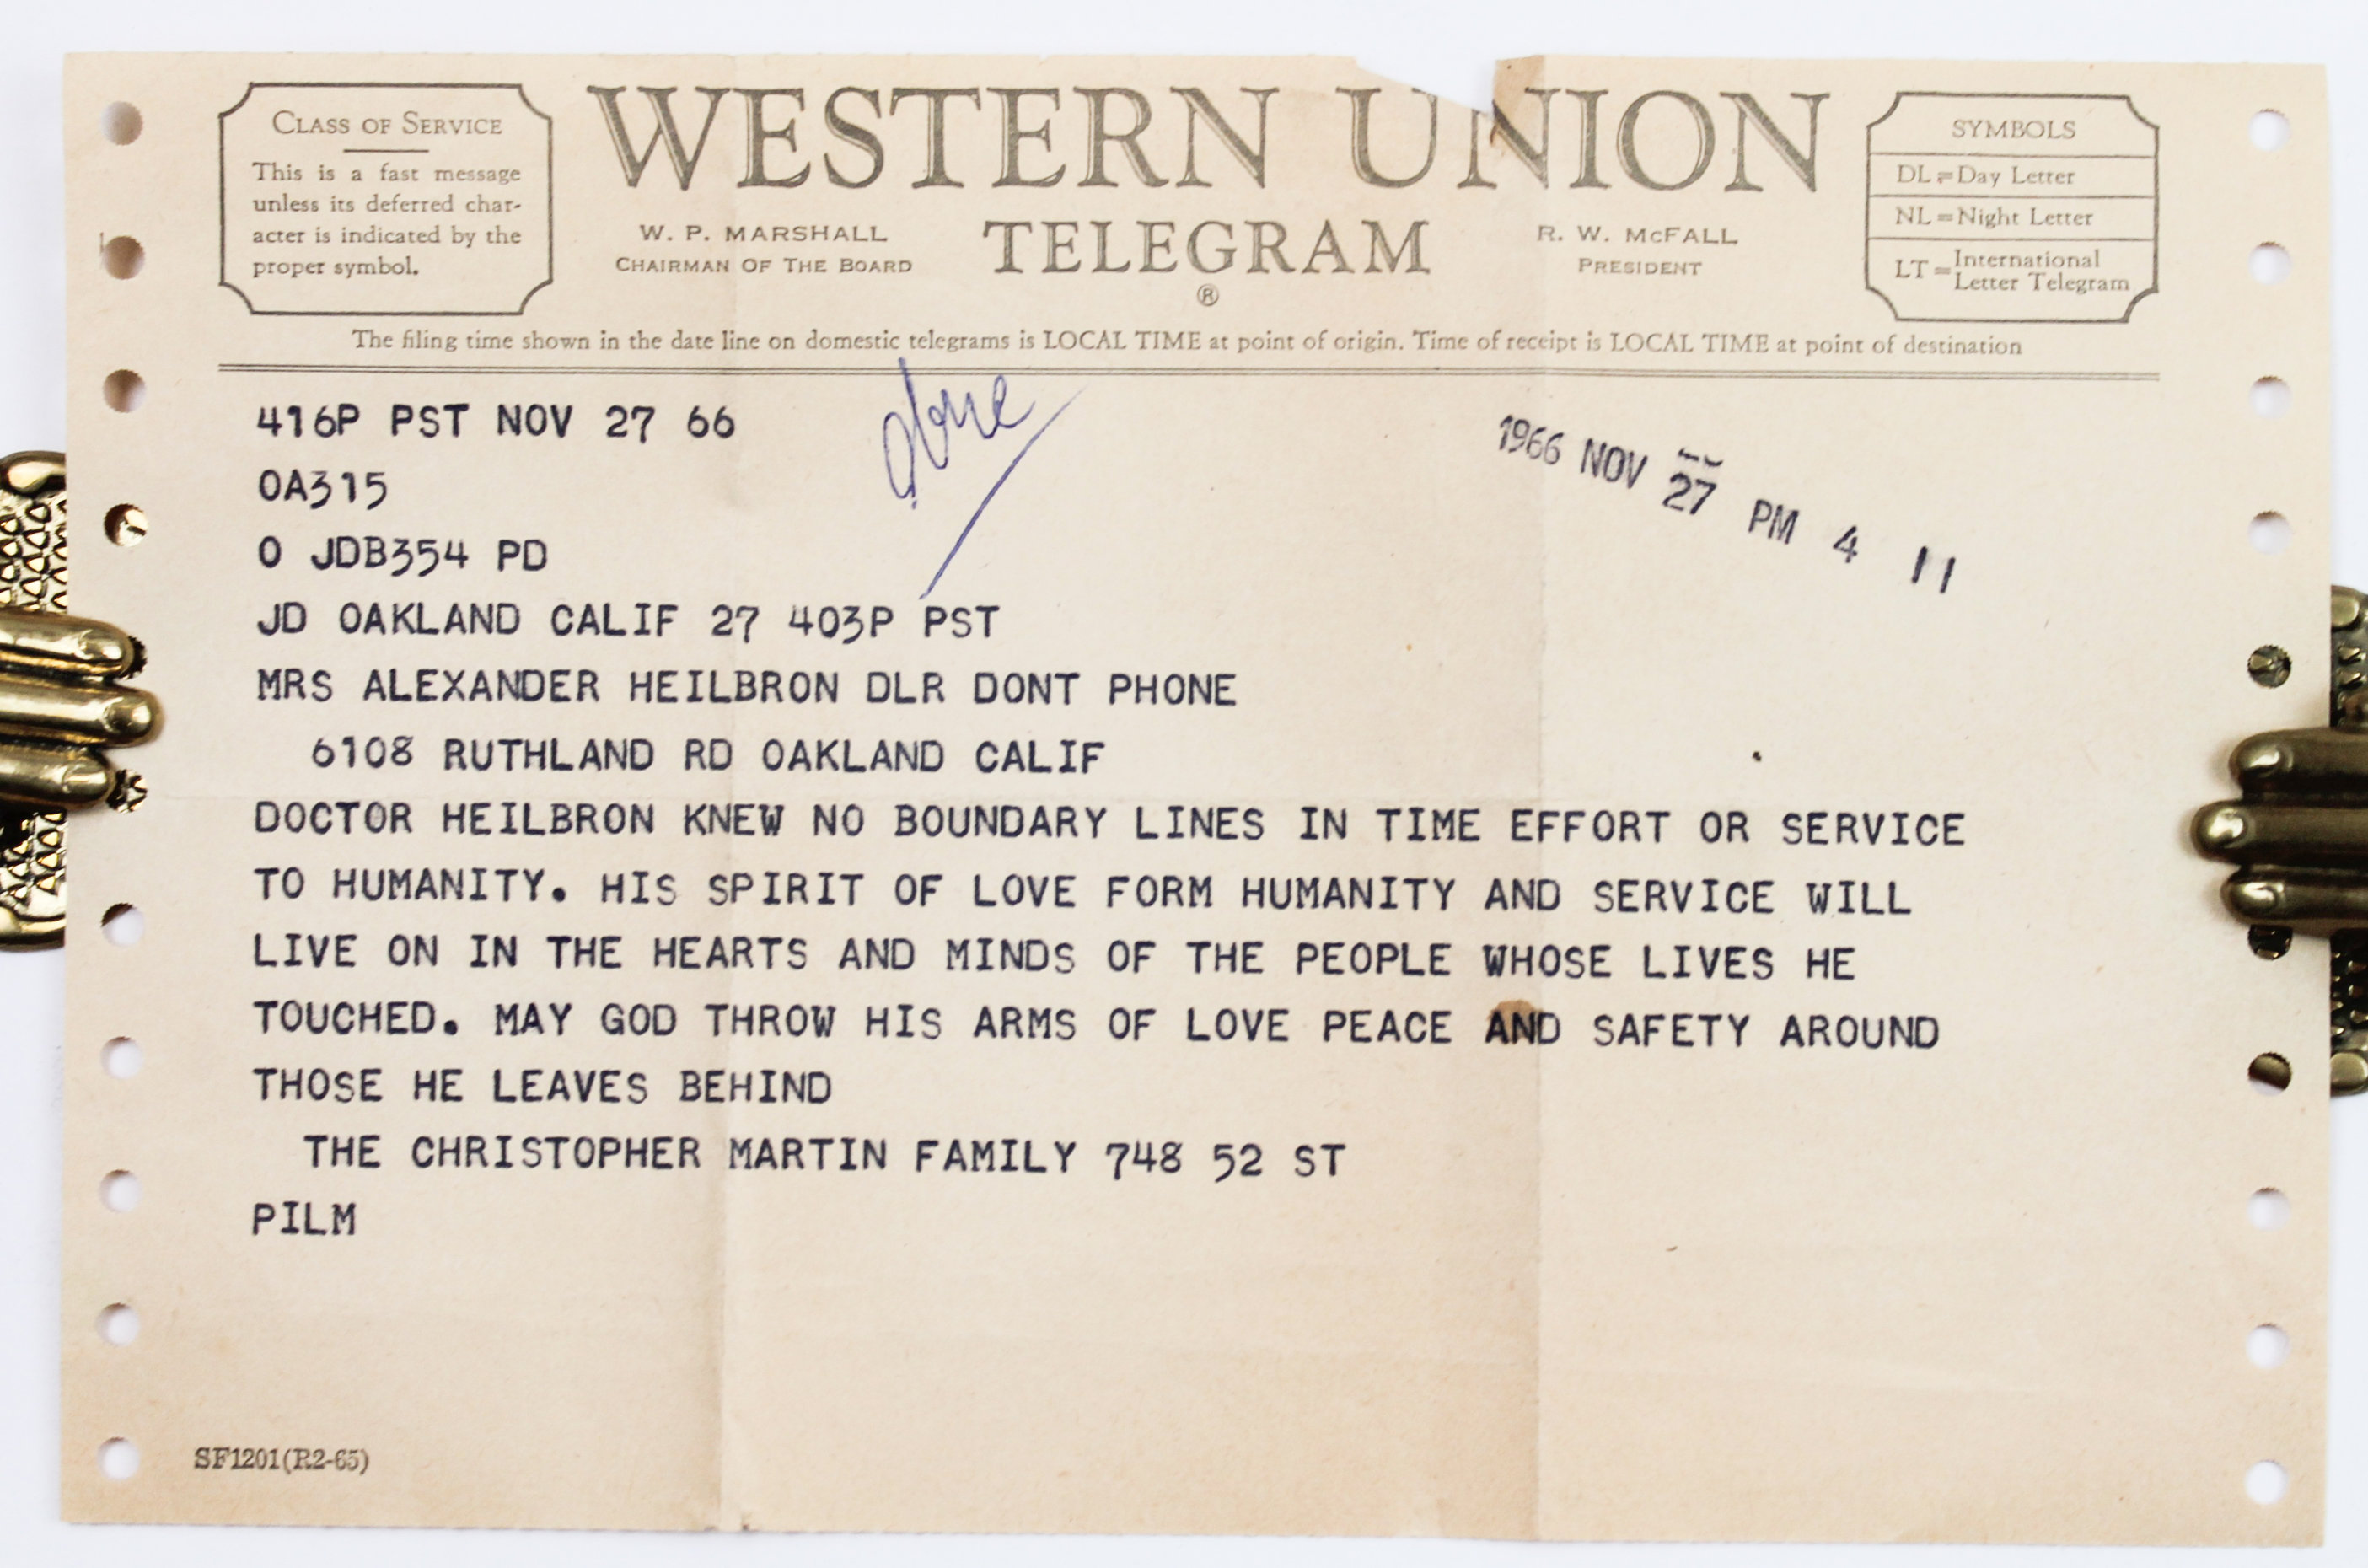 CLASS OF SERVICE
This is a fast message
unless its deferred char-
acter is indicated by the
proper symbol.
WESTERN UNION
TELEGRAM
®
W. P. MARSHALL
CHAIRMAN OF THE BOARD
R. W. McFALL
PRESIDENT
SYMBOLS
DL=Day Letter
NL=Night Letter
LT=International
Letter Telegram
The filing time shown in the date line on domestic telegrams is LOCAL TIME at point of origin. Time of receipt is LOCAL TIME at point of destination
416P PST NOV 27 66
1966 NOV 27 PM 4 11
OA315
O JDB354 PD
JD OAKLAND CALIF 27 403P PST
MRS ALEXANDER HEILBRON DLR DONT PHONE
6108 RUTHLAND RD OAKLAND CALIF
DOCTOR HEILBRON KNEW NO BOUNDARY LINES IN TIME EFFORT OR SERVICE
TO HUMANITY. HIS SPIRIT OF LOVE FORM HUMANITY AND SERVICE WILL
LIVE ON IN THE HEARTS AND MINDS OF THE PEOPLE WHOSE LIVES HE
TOUCHED. MAY GOD THROW HIS ARMS OF LOVE PEACE AND SAFETY AROUND
THOSE HE LEAVES BEHIND
THE CHRISTOPHER MARTIN FAMILY 748 52 ST
PILM
SF1201(R2-65)